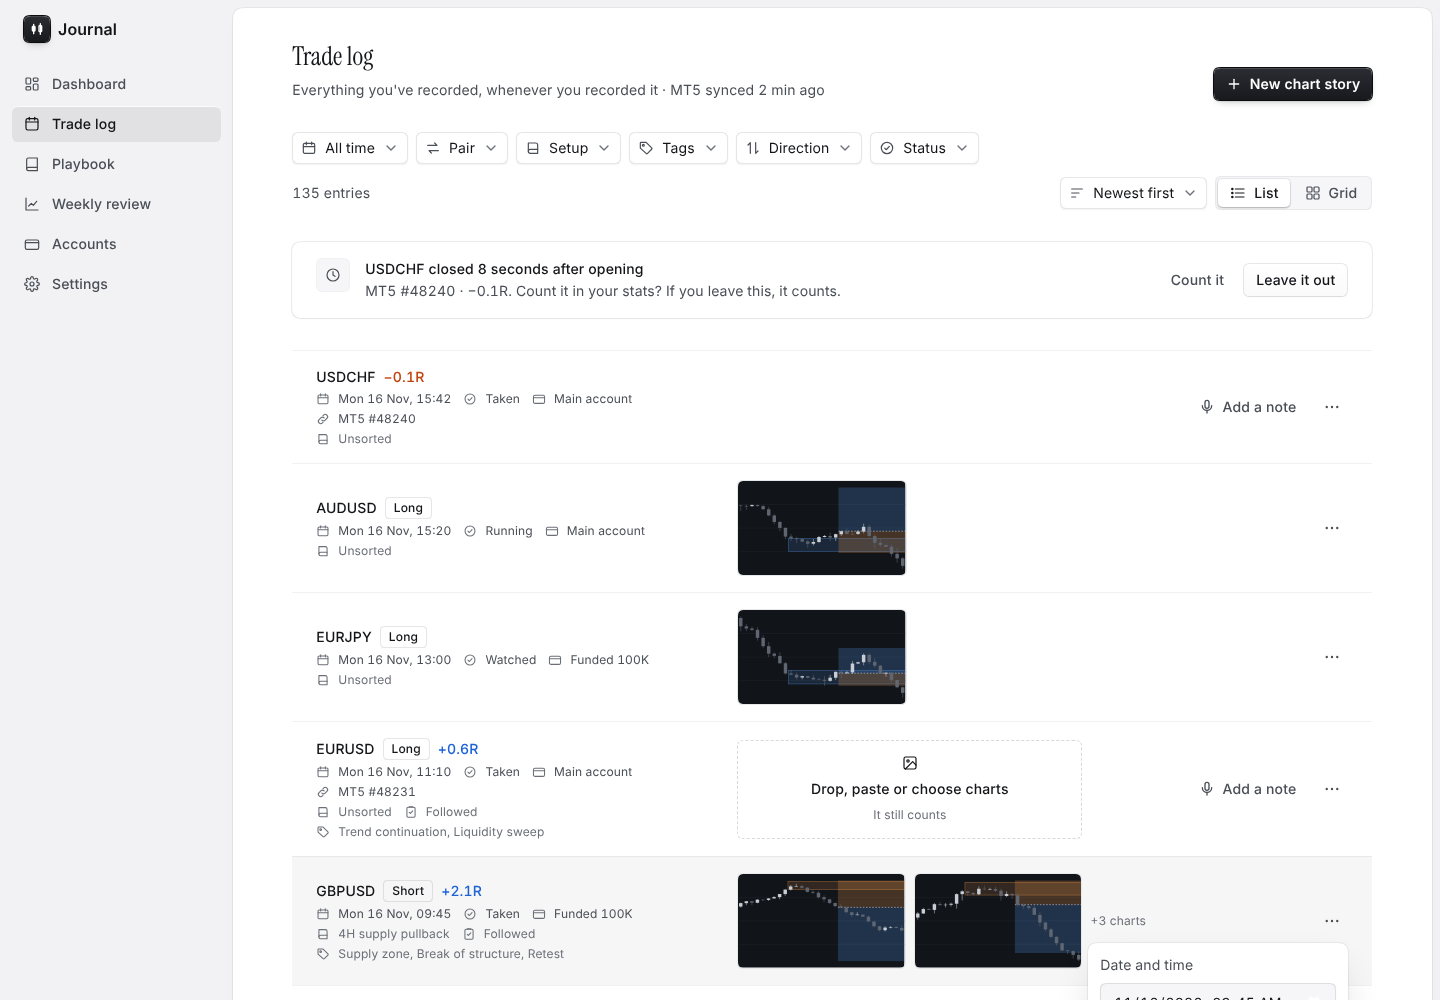 Journal
Dashboard
Trade log
Playbook
Weekly review
Accounts
Settings
Trade log
Everything you've recorded, whenever you recorded it · MT5 synced 2 min ago
New chart story
All time
Pair
Setup
Tags
Direction
Status
135 entries
Newest first
List
Grid
USDCHF closed 8 seconds after opening
MT5 #48240 · −0.1R. Count it in your stats? If you leave this, it counts.
Count it
Leave it out
USDCHF −0.1R
Mon 16 Nov, 15:42 Taken Main account
MT5 #48240
Unsorted
Add a note
AUDUSD Long
Mon 16 Nov, 15:20 Running Main account
Unsorted
EURJPY Long
Mon 16 Nov, 13:00 Watched Funded 100K
Unsorted
EURUSD Long +0.6R
Mon 16 Nov, 11:10 Taken Main account
MT5 #48231
Unsorted Followed
Trend continuation, Liquidity sweep
Drop, paste or choose charts
It still counts
Add a note
GBPUSD Short +2.1R
Mon 16 Nov, 09:45 Taken Funded 100K
4H supply pullback Followed
Supply zone, Break of structure, Retest
+3 charts
Date and time